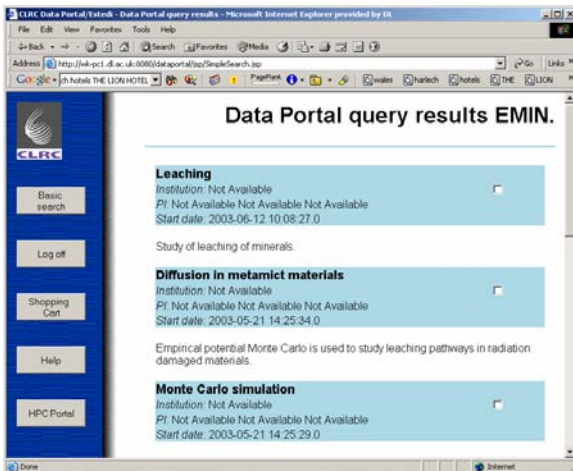 CLRC Data Portal/Estedi - Data Portal query results - Microsoft Internet Explorer provided by DL
File Edit View Favorites Tools Help
Back Search Favorites Media
Address http://wk-pc1.dl.ac.uk:8080/dataportal/jsp/SimpleSearch.jsp Go Links »
Google ch hotels THE LION HOTEL PageRank wales harlech hotels THE LION
CLRC
Basic search
Log off
Shopping Cart
Help
HPC Portal
Data Portal query results EMIN.
Leaching
Institution: Not Available
PI: Not Available Not Available Not Available
Start date: 2003-06-12 10:08:27.0
Study of leaching of minerals.
Diffusion in metamict materials
Institution: Not Available
PI: Not Available Not Available Not Available
Start date: 2003-05-21 14:25:34.0
Empirical potential Monte Carlo is used to study leaching pathways in radiation
damaged materials.
Monte Carlo simulation
Institution: Not Available
PI: Not Available Not Available Not Available
Start date: 2003-05-21 14:25:29.0
Done Internet